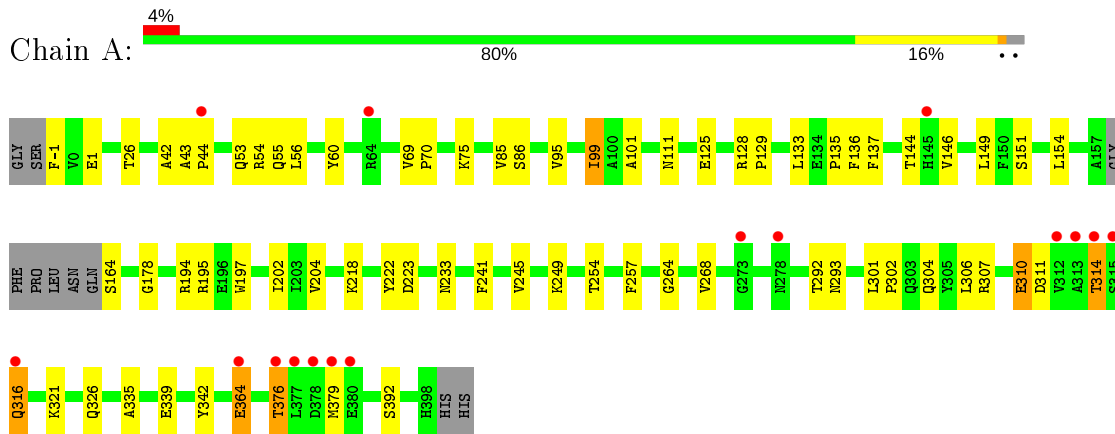 4%
Chain A:
80%
16%
GLY SER F-1 V0 E1 T26 A42 A43 P44 Q53 R54 Q55 L56 Y60 R64 V69 P70 K75 V85 S86 V95 I99 A100 A101 N111 E125 R128 P129 L133 E134 P135 F136 F137 T144 H145 V146 L149 F150 S151 L154 A157 GLY
PHE PRO LEU ASN GLN S164 G178 R194 R195 E196 W197 I202 I203 V204 K218 Y222 D223 N233 F241 V245 K249 T254 F257 G264 V268 G273 N278 T292 N293 L301 P302 Q303 Q304 Y305 L306 R307 E310 D311 V312 A313 T314 S315
Q316 K321 Q326 A335 E339 Y342 E364 T376 L377 D378 M379 E380 S392 H398 HIS HIS